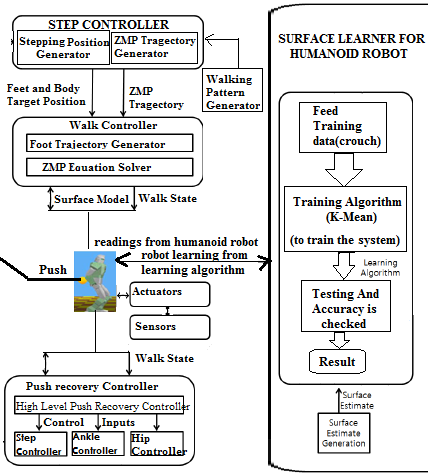 STEP CONTROLLER
Stepping Position
Generator
ZMP Tragectory
Generator
Feet and Body
Target Position
ZMP
Tragectory
Walking
Pattern
Generator
Walk Controller
Foot Trajectory Generator
ZMP Eduation Solver
Surface Model
Walk State
readings from humanoid robot
robot learning from
learning algorithm
Push
Actuators
Sensors
Walk State
Push recovery Controller
High Level Push Recovery Controller
Control
Inputs
Step
Controller
Ankle
Controller
Hip
Controller
SURFACE LEARNER FOR
HUMANOID ROBOT
Feed
Training
data(crouch)
Training Algorithm
(K-Mean)
(to train the system)
Learning
Algorithm
Testing And
Accuracy is
checked
Result
Surface
Estimate
Surface
Estimate
Generation